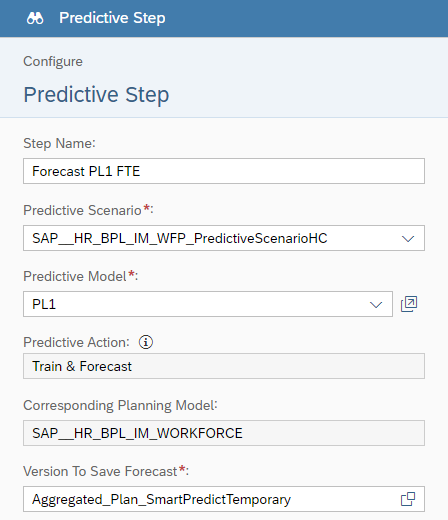 Predictive Step
Configure
Predictive Step
Step Name:
Forecast PL1 FTE
Predictive Scenario*:
SAP__HR_BPL_IM_WFP_PredictiveScenarioHC
Predictive Model*:
PL1
Predictive Action:
Train & Forecast
Corresponding Planning Model:
SAP__HR_BPL_IM_WORKFORCE
Version To Save Forecast*:
Aggregated_Plan_SmartPredictTemporary